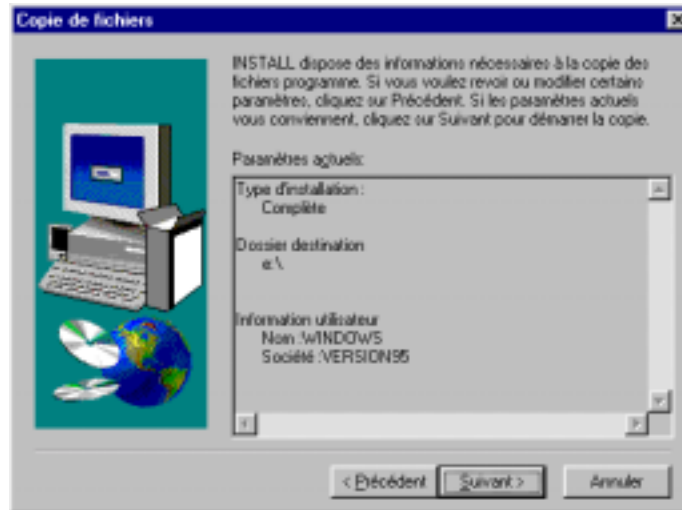 Copie de fichiers
INSTALL dispose des informations nécessaires à la copie des
fichiers programme. Si vous voulez revoir ou modifier certains
paramètres, cliquez sur Précédent. Si les paramètres actuels
vous conviennent, cliquez sur Suivant pour démarrer la copie.
Paramètres actuels:
Type d'installation :
Complète
Dossier destination
e:\
Information utilisateur
Nom :WINDOWS
Société :VERSION95
< Précédent
Suivant >
Annuler